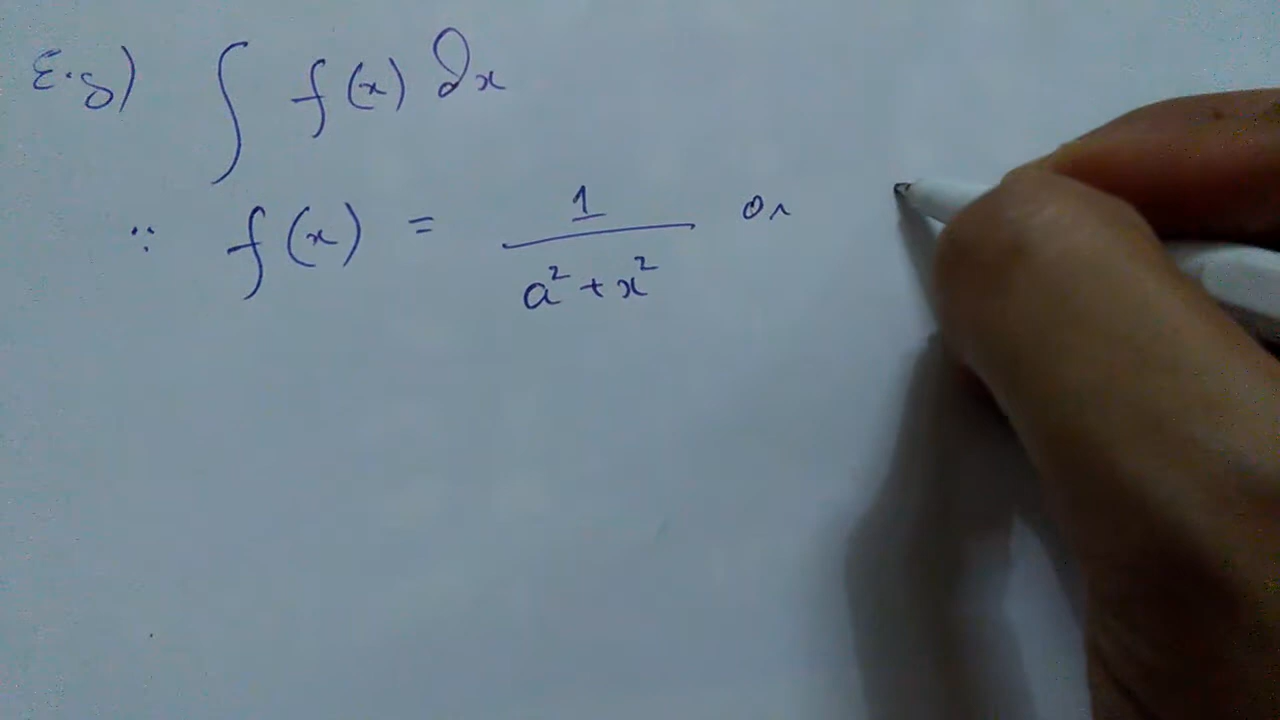 E.g) ∫ f(x) dx
∵ f(x) = 1/(a²+x²) or